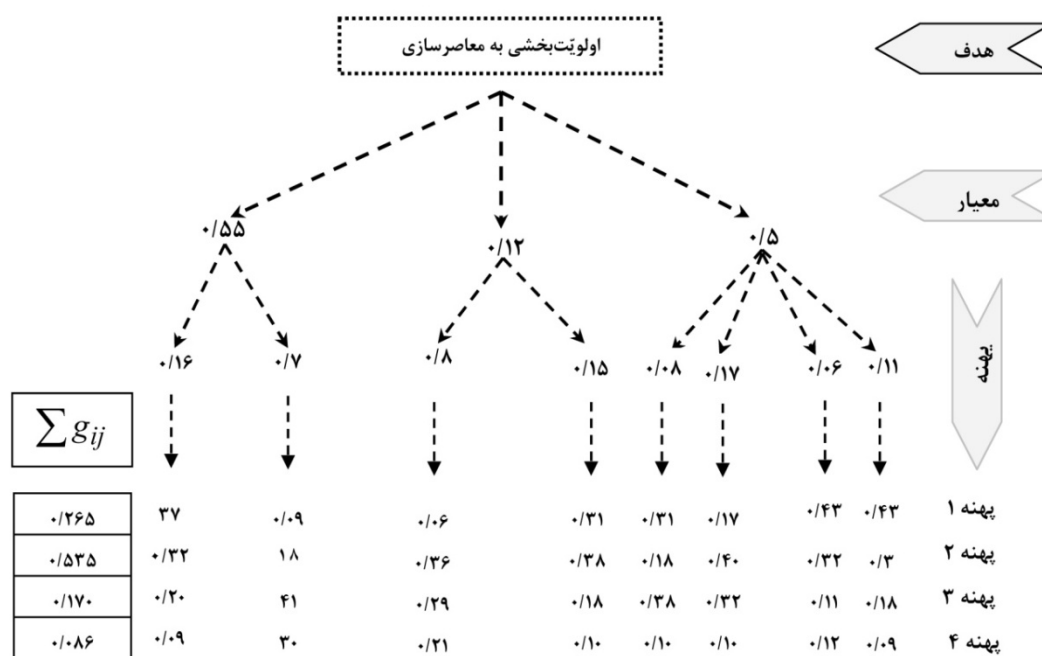 اولویّت‌بخشی به معاصرسازی
هدف
معیار
۰/۵ ۰/۱۲ ۰/۵۵
پهنه
۰/۱۱ ۰/۰۶ ۰/۱۷ ۰/۰۸ ۰/۱۵ ۰/۸ ۰/۷ ۰/۱۶
∑ g_ij
پهنه ۱ ۰/۴۳ ۰/۴۳ ۰/۱۷ ۰/۳۱ ۰/۳۱ ۰/۰۶ ۰/۰۹ ۳۷ ۰/۲۶۵
پهنه ۲ ۰/۳ ۰/۳۲ ۰/۴۰ ۰/۱۸ ۰/۳۸ ۰/۳۶ ۱۸ ۰/۳۲ ۰/۵۳۵
پهنه ۳ ۰/۱۸ ۰/۱۱ ۰/۳۲ ۰/۳۸ ۰/۱۸ ۰/۲۹ ۴۱ ۰/۲۰ ۰/۱۷۰
پهنه ۴ ۰/۰۹ ۰/۱۲ ۰/۱۰ ۰/۱۰ ۰/۱۰ ۰/۲۱ ۳۰ ۰/۰۹ ۰/۰۸۶